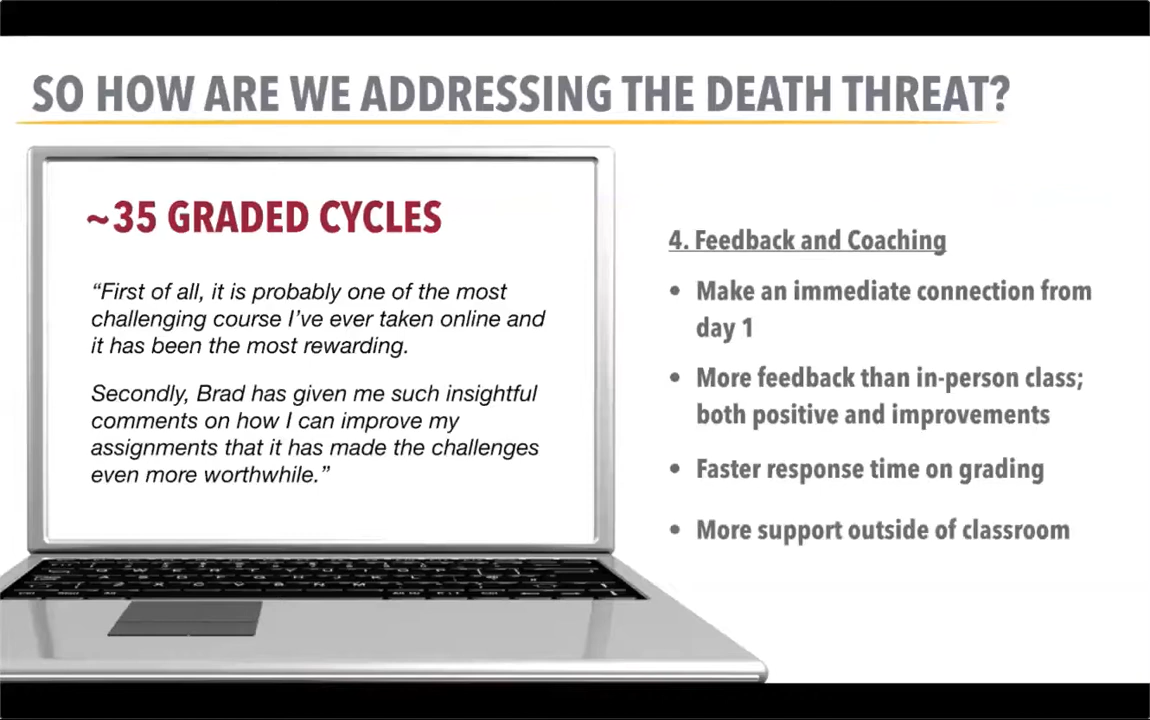 SO HOW ARE WE ADDRESSING THE DEATH THREAT?
~35 GRADED CYCLES
“First of all, it is probably one of the most
challenging course I’ve ever taken online and
it has been the most rewarding.
Secondly, Brad has given me such insightful
comments on how I can improve my
assignments that it has made the challenges
even more worthwhile.”
4. Feedback and Coaching
• Make an immediate connection from
day 1
• More feedback than in-person class;
both positive and improvements
• Faster response time on grading
• More support outside of classroom